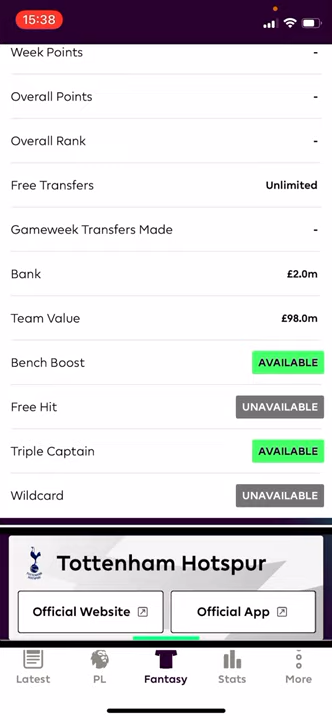 15:38
Week Points -
Overall Points -
Overall Rank -
Free Transfers Unlimited
Gameweek Transfers Made -
Bank £2.0m
Team Value £98.0m
Bench Boost AVAILABLE
Free Hit UNAVAILABLE
Triple Captain AVAILABLE
Wildcard UNAVAILABLE
Tottenham Hotspur
Official Website Official App
Latest PL Fantasy Stats More